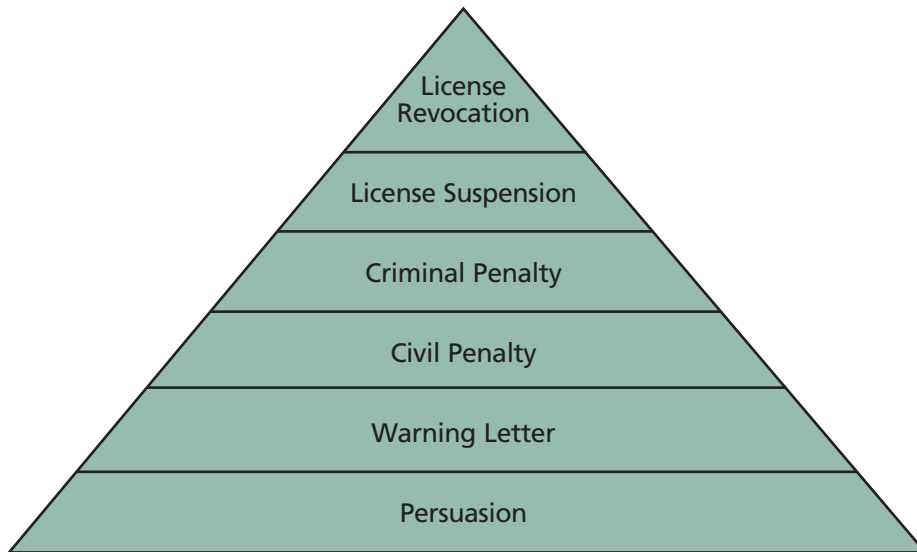 License
Revocation
License Suspension
Criminal Penalty
Civil Penalty
Warning Letter
Persuasion